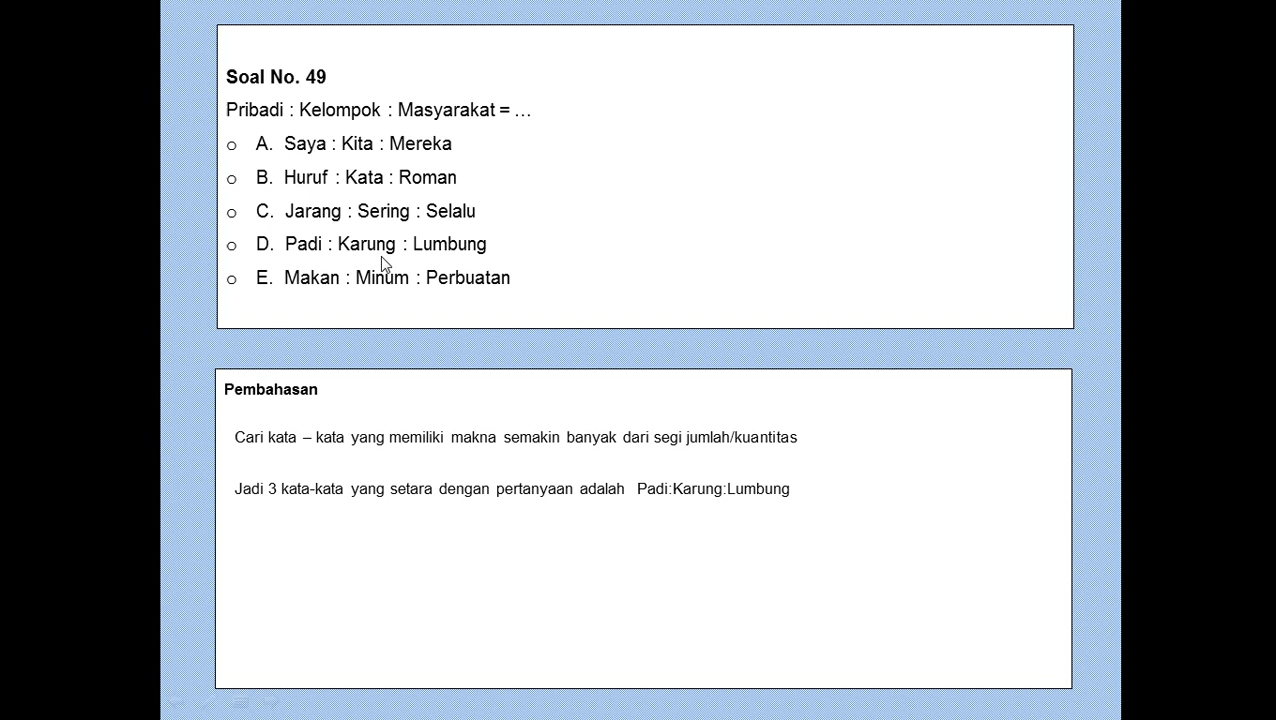 Soal No. 49
Pribadi : Kelompok : Masyarakat = …
o A. Saya : Kita : Mereka
o B. Huruf : Kata : Roman
o C. Jarang : Sering : Selalu
o D. Padi : Karung : Lumbung
o E. Makan : Minum : Perbuatan
Pembahasan
Cari kata – kata yang memiliki makna semakin banyak dari segi jumlah/kuantitas
Jadi 3 kata-kata yang setara dengan pertanyaan adalah Padi:Karung:Lumbung